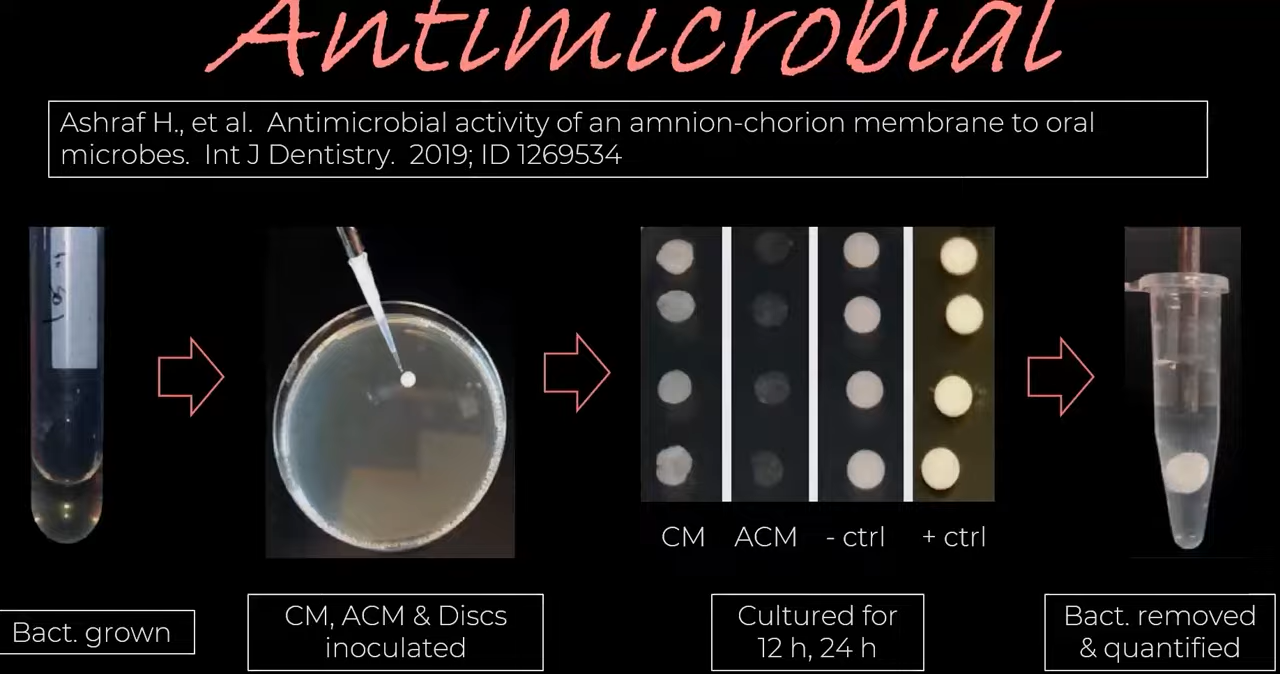 Antimicrobial
Ashraf H., et al. Antimicrobial activity of an amnion-chorion membrane to oral
microbes. Int J Dentistry. 2019; ID 1269534
CM ACM - ctrl + ctrl
Bact. grown
CM, ACM & Discs
inoculated
Cultured for
12 h, 24 h
Bact. removed
& quantified